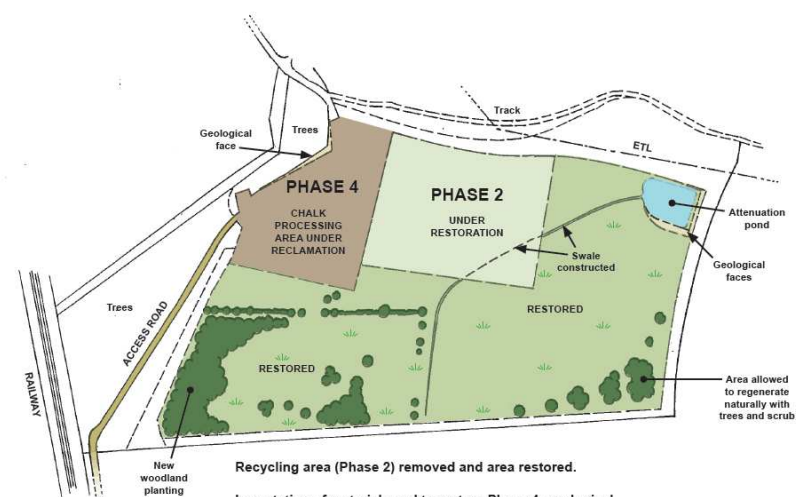 Track
Trees
Geological
face
ETL
PHASE 4
CHALK
PROCESSING
AREA UNDER
RECLAMATION
PHASE 2
UNDER
RESTORATION
Attenuation
pond
Swale
constructed
Geological
faces
Trees
ACCESS ROAD
RAILWAY
RESTORED
RESTORED
Area allowed
to regenerate
naturally with
trees and scrub
New
woodland
planting
Recycling area (Phase 2) removed and area restored.